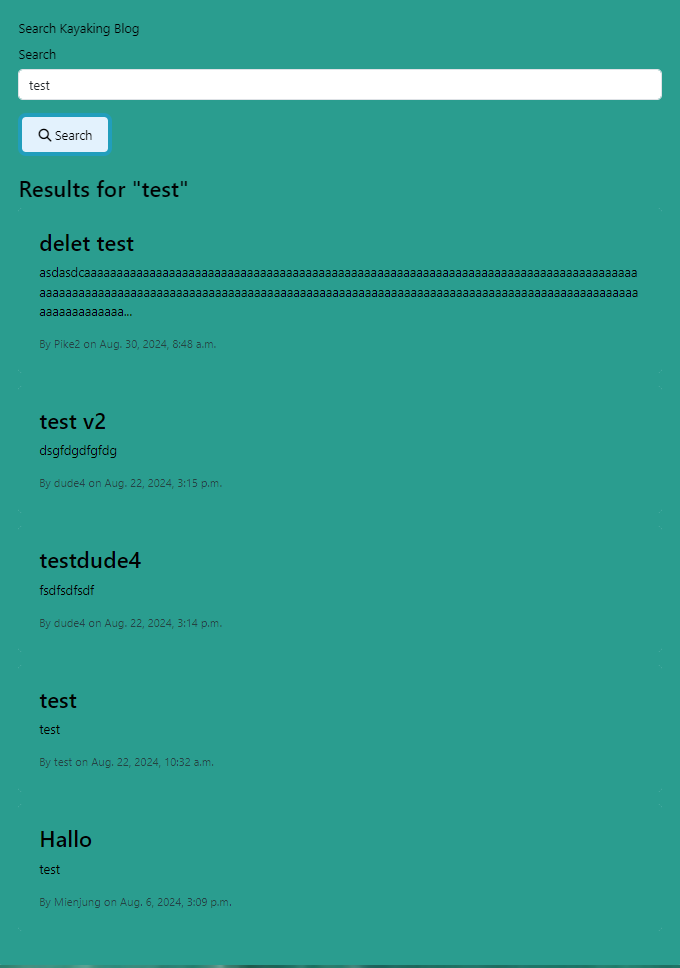 Search Kayaking Blog
Search
test
Search
Results for "test"
delet test
asdasdcaaaaaaaaaaaaaaaaaaaaaaaaaaaaaaaaaaaaaaaaaaaaaaaaaaaaaaaaaaaaaaaaaaaaaaaaaaaaaaaaaaaa
aaaaaaaaaaaaaaaaaaaaaaaaaaaaaaaaaaaaaaaaaaaaaaaaaaaaaaaaaaaaaaaaaaaaaaaaaaaaaaaaaaaaaaaaaaaa
aaaaaaaaaaaaa...
By Pike2 on Aug. 30, 2024, 8:48 a.m.
test v2
dsgfdgdfgfdg
By dude4 on Aug. 22, 2024, 3:15 p.m.
testdude4
fsdfsdfsdf
By dude4 on Aug. 22, 2024, 3:14 p.m.
test
test
By test on Aug. 22, 2024, 10:32 a.m.
Hallo
test
By Mienjung on Aug. 6, 2024, 3:09 p.m.